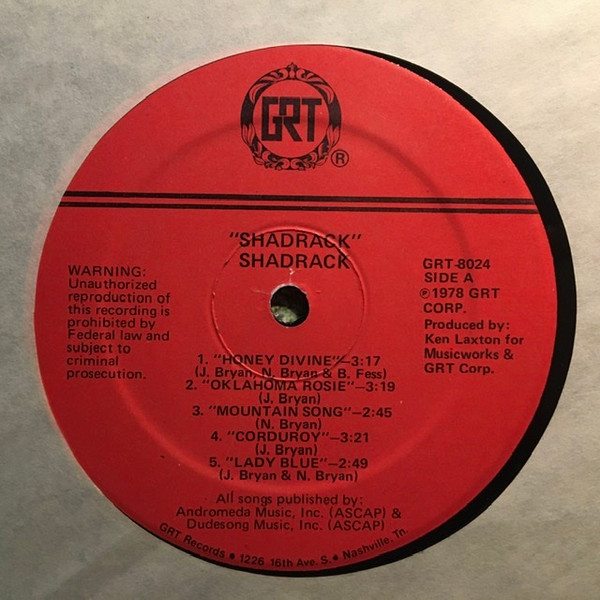 GRT
®
"SHADRACK"
SHADRACK
WARNING:
Unauthorized
reproduction of
this recording is
prohibited by
Federal law and
subject to
criminal
prosecution.
GRT-8024
SIDE A
℗1978 GRT
CORP.
Produced by:
Ken Laxton for
Musicworks &
GRT Corp.
1. "HONEY DIVINE"—3:17
(J. Bryan, N. Bryan & B. Fess)
2. "OKLAHOMA ROSIE"—3:19
(J. Bryan)
3. "MOUNTAIN SONG"—2:45
(N. Bryan)
4. "CORDUROY"—3:21
(J. Bryan)
5. "LADY BLUE"—2:49
(J. Bryan & N. Bryan)
All songs published by:
Andromeda Music, Inc. (ASCAP) &
Dudesong Music, Inc. (ASCAP)
GRT Records • 1226 16th Ave. S. • Nashville, Tn.